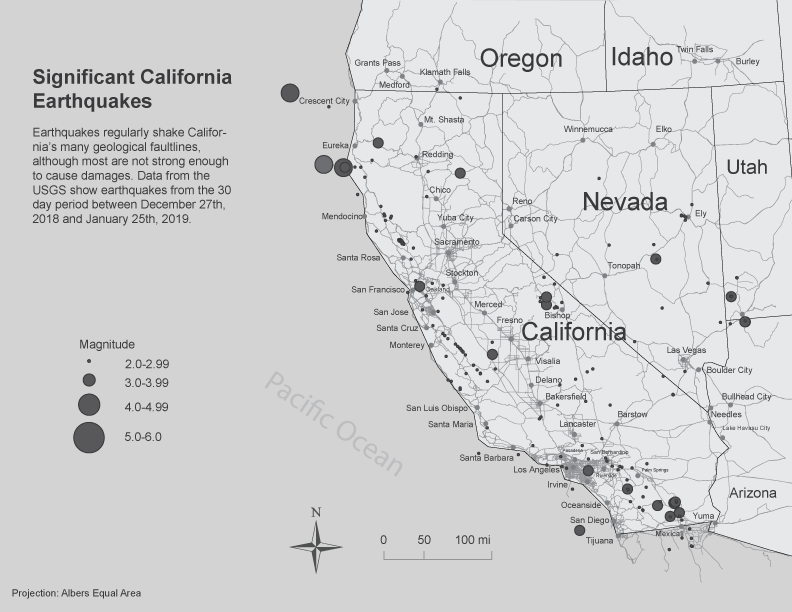 Significant California
Earthquakes
Earthquakes regularly shake Califor-
nia's many geological faultlines,
although most are not strong enough
to cause damages. Data from the
USGS show earthquakes from the 30
day period between December 27th,
2018 and January 25th, 2019.
Magnitude
2.0-2.99
3.0-3.99
4.0-4.99
5.0-6.0
Oregon
Idaho
Utah
Nevada
California
Arizona
Mexico
Pacific Ocean
Twin Falls
Burley
Grants Pass
Klamath Falls
Medford
Crescent City
Mt. Shasta
Winnemucca
Elko
Eureka
Redding
Chico
Reno
Ely
Mendocino
Yuba City
Carson City
Sacramento
Santa Rosa
Tonopah
Stockton
San Francisco
Oakland
Merced
San Jose
Bishop
Fresno
Santa Cruz
Monterey
Las Vegas
Visalia
Boulder City
Delano
Bakersfield
Bullhead City
San Luis Obispo
Barstow
Needles
Santa Maria
Lancaster
Lake Havasu City
Pasadena
San Bernardino
Santa Barbara
Los Angeles
Riverside
Palm Springs
Irvine
Oceanside
San Diego
Yuma
Tijuana
N
0 50 100 mi
Projection: Albers Equal Area